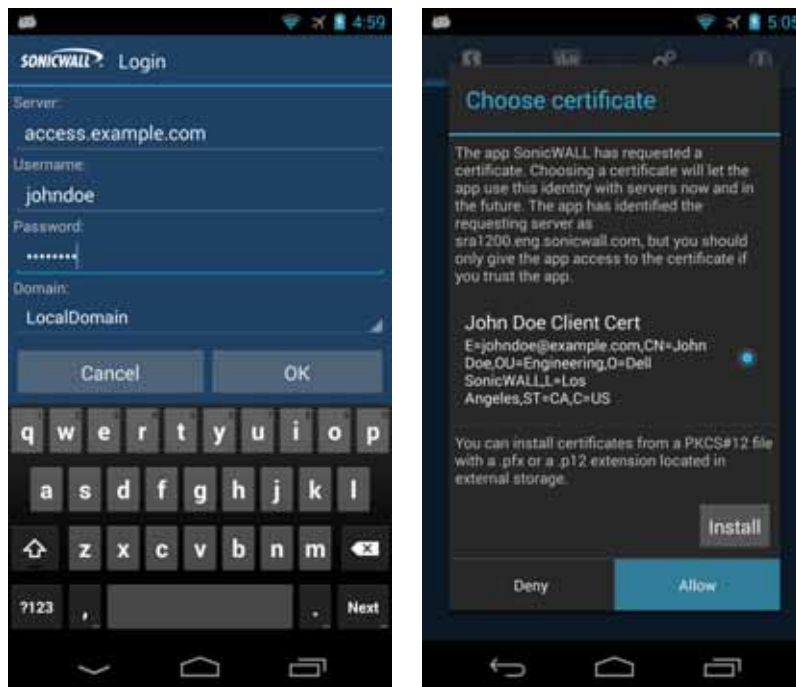 4:59
SONICWALL Login
Server:
access.example.com
Username:
johndoe
Password:
••••••••
Domain:
LocalDomain
Cancel OK
q w e r t y u i o p
a s d f g h j k l
z x c v b n m
?123 , . Next
5:05
Choose certificate
The app SonicWALL has requested a
certificate. Choosing a certificate will let the
app use this identity with servers now and in
the future. The app has identified the
requesting server as
sra1200.eng.sonicwall.com, but you should
only give the app access to the certificate if
you trust the app.
John Doe Client Cert
E=johndoe@example.com,CN=John
Doe,OU=Engineering,O=Dell
SonicWALL,L=Los
Angeles,ST=CA,C=US
You can install certificates from a PKCS#12 file
with a .pfx or a .p12 extension located in
external storage.
Install
Deny Allow